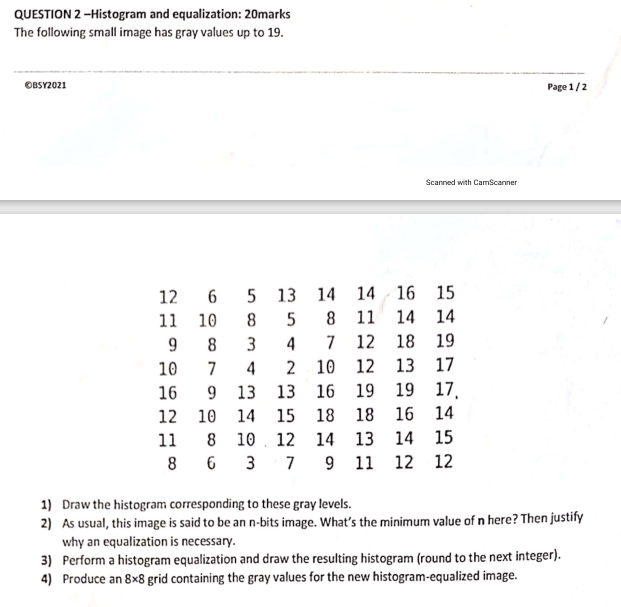 QUESTION 2 –Histogram and equalization: 20marks
The following small image has gray values up to 19.
©BSY2021 Page 1 / 2
Scanned with CamScanner
12 6 5 13 14 14 16 15
11 10 8 5 8 11 14 14
9 8 3 4 7 12 18 19
10 7 4 2 10 12 13 17
16 9 13 13 16 19 19 17
12 10 14 15 18 18 16 14
11 8 10 12 14 13 14 15
8 6 3 7 9 11 12 12
1) Draw the histogram corresponding to these gray levels.
2) As usual, this image is said to be an n-bits image. What's the minimum value of n here? Then justify
why an equalization is necessary.
3) Perform a histogram equalization and draw the resulting histogram (round to the next integer).
4) Produce an 8×8 grid containing the gray values for the new histogram-equalized image.